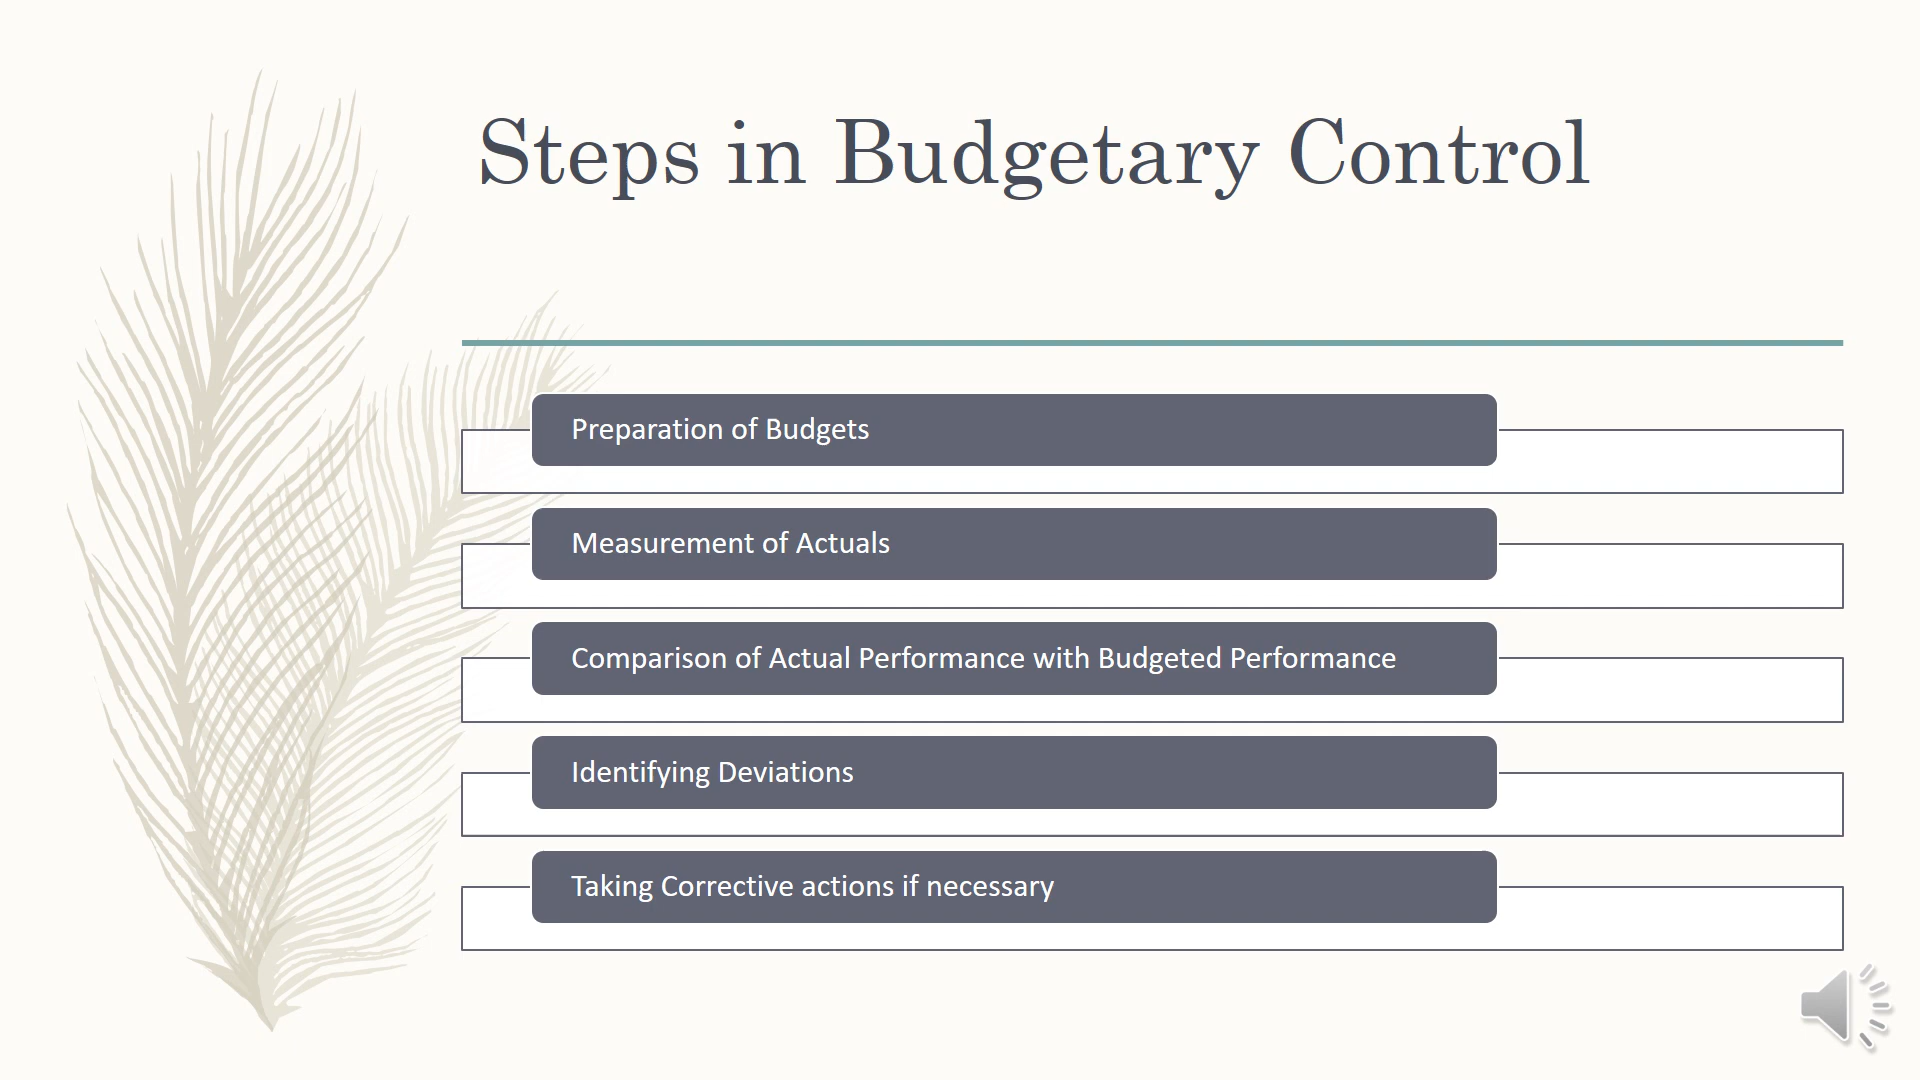 Steps in Budgetary Control
Preparation of Budgets
Measurement of Actuals
Comparison of Actual Performance with Budgeted Performance
Identifying Deviations
Taking Corrective actions if necessary